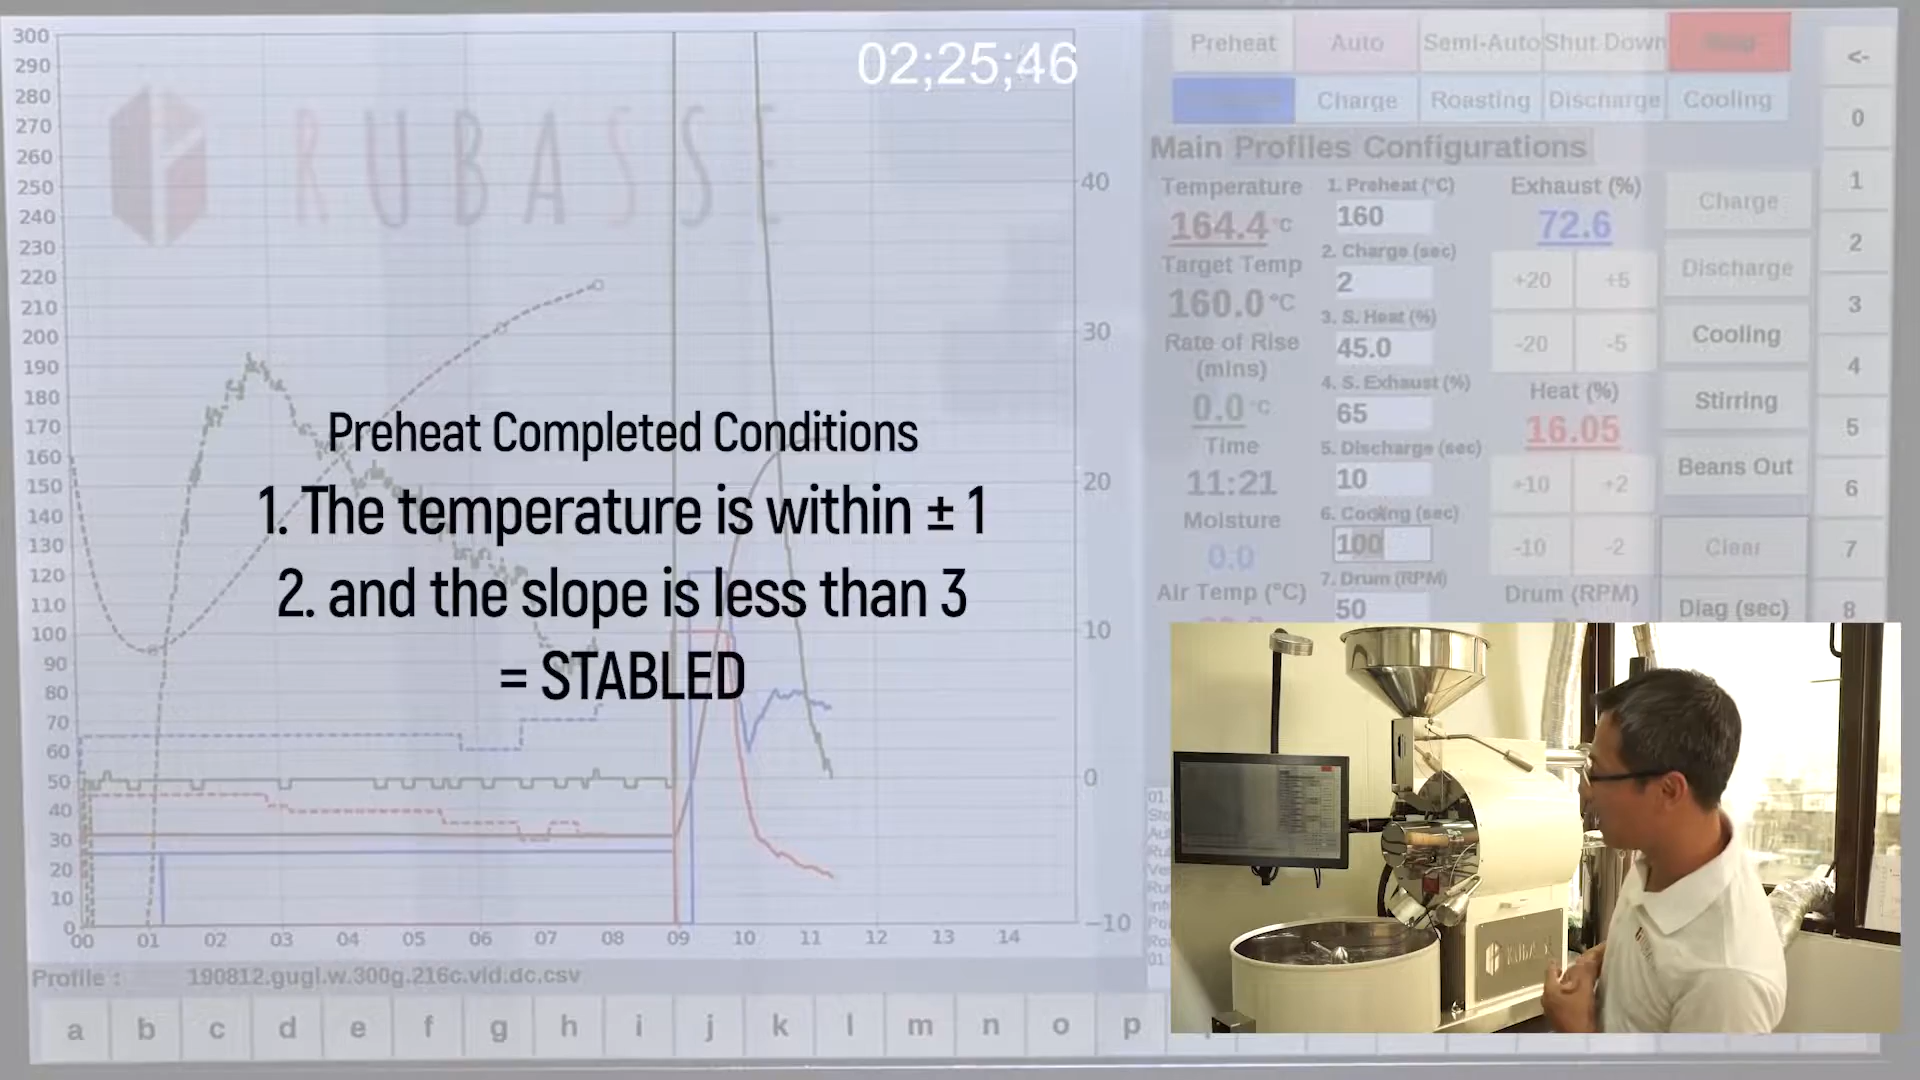 02;25;46
RUBASSE
300
290
280
270
260
250
240
230
220
210
200
190
180
170
160
150
140
130
120
110
100
90
80
70
60
50
40
30
20
10
0
40
30
20
10
0
-10
00 01 02 03 04 05 06 07 08 09 10 11 12 13 14
Preheat Completed Conditions
1. The temperature is within ± 1
2. and the slope is less than 3
= STABLED
Profile : 190812.gugl.w.300g.216c.vld.dc.csv
a b c d e f g h i j k l m n o p
Preheat Auto Semi-Auto Shut Down
Charge Roasting Discharge Cooling
Main Profiles Configurations
Temperature
164.4 °C
Target Temp
160.0 °C
Rate of Rise
(mins)
0.0 °C
Time
11:21
Moisture
0.0
Air Temp (°C)
1. Preheat (°C)
160
2. Charge (sec)
2
3. S. Heat (%)
45.0
4. S. Exhaust (%)
65
5. Discharge (sec)
10
6. Cooling (sec)
100
7. Drum (RPM)
50
Exhaust (%)
72.6
+20 +5
-20 -5
Heat (%)
16.05
+10 +2
-10 -2
Drum (RPM)
Charge
Discharge
Cooling
Stirring
Beans Out
Clear
Diag (sec)
<-
0
1
2
3
4
5
6
7
8
RUBASSE